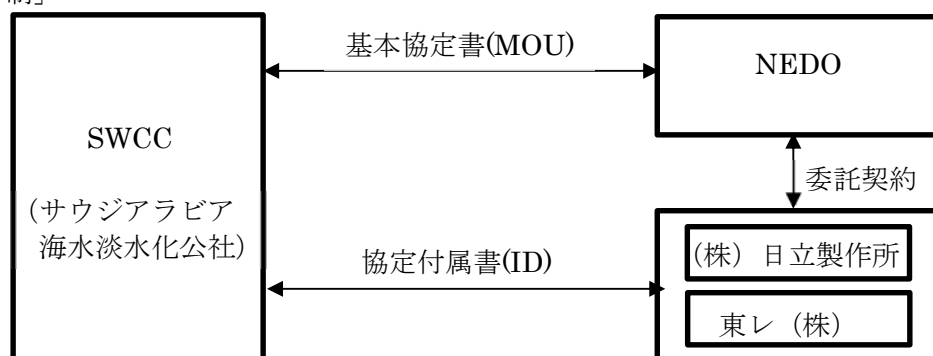 制」
基本協定書(MOU)
NEDO
SWCC
(サウジアラビア
海水淡水化公社)
委託契約
協定付属書(ID)
(株) 日立製作所
東レ (株)